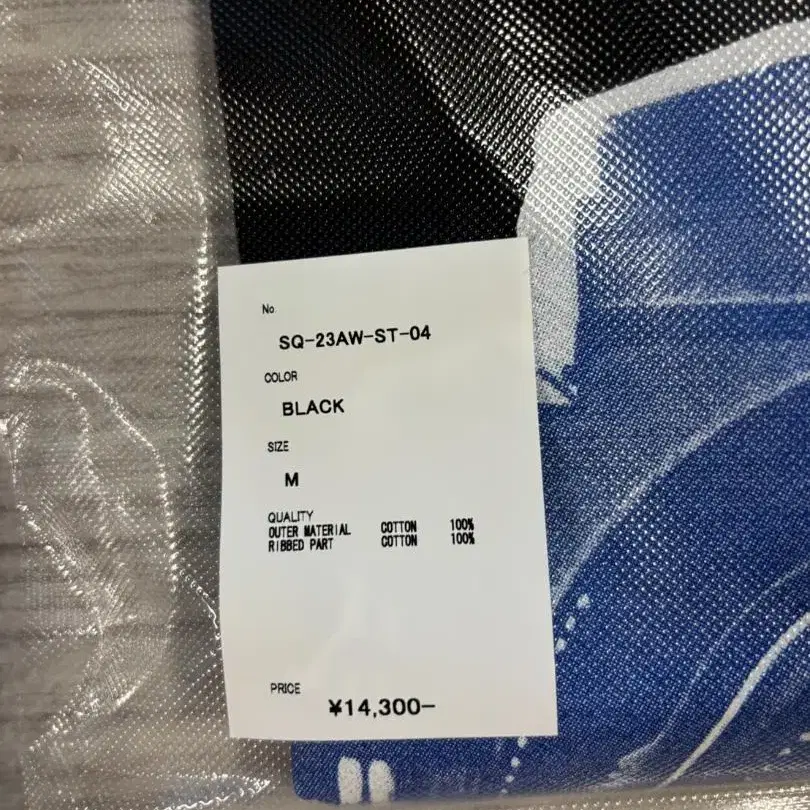 No.
SQ-23AW-ST-04
COLOR
BLACK
SIZE
M
QUALITY
OUTER MATERIAL COTTON 100%
RIBBED PART COTTON 100%
PRICE
¥14,300-